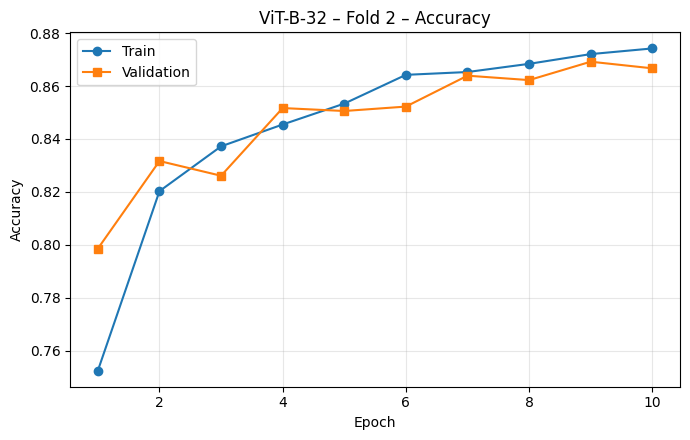 ViT-B-32 – Fold 2 – Accuracy
Train
Validation
0.88
0.86
0.84
0.82
0.80
0.78
0.76
Accuracy
2
4
6
8
10
Epoch